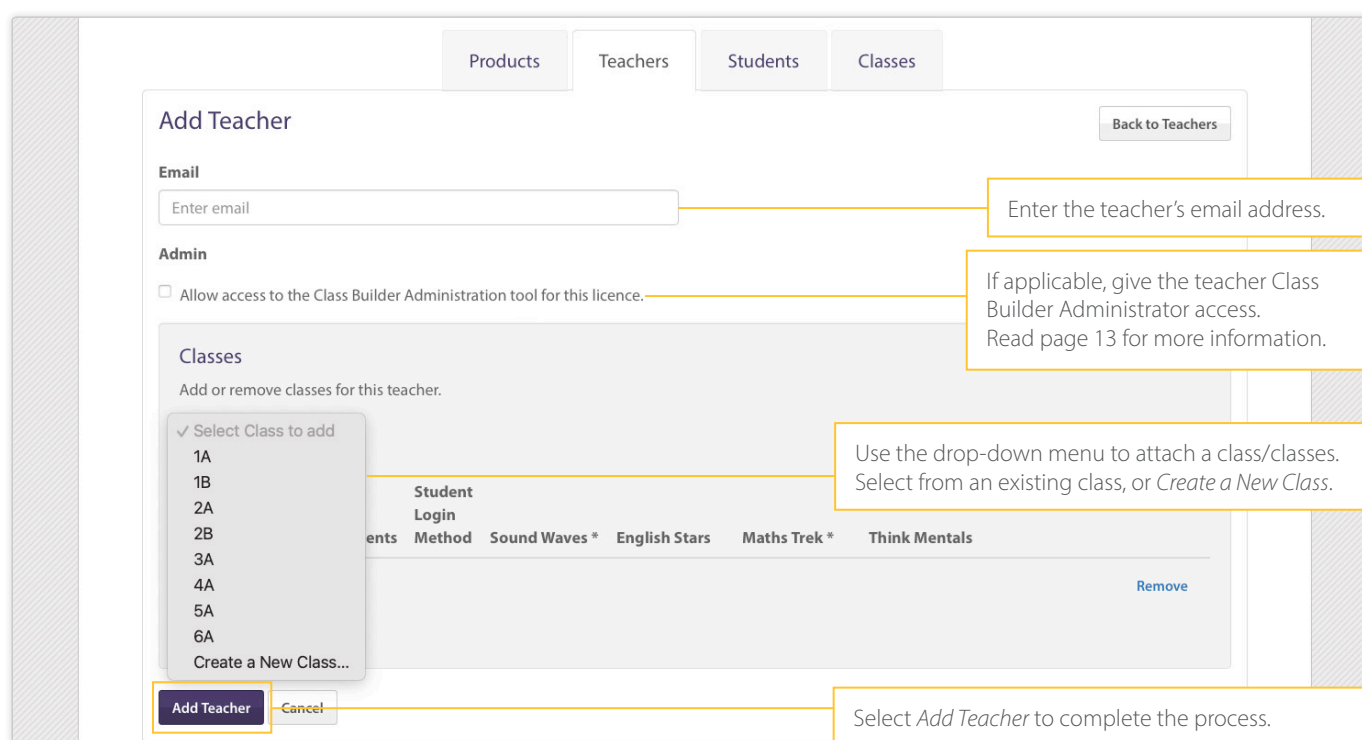 Products
Teachers
Students
Classes
Add Teacher
Back to Teachers
Email
Enter email
Enter the teacher’s email address.
Admin
Allow access to the Class Builder Administration tool for this licence.
If applicable, give the teacher Class
Builder Administrator access.
Read page 13 for more information.
Classes
Add or remove classes for this teacher.
✓ Select Class to add
1A
1B
2A
2B
3A
4A
5A
6A
Create a New Class...
Use the drop-down menu to attach a class/classes.
Select from an existing class, or Create a New Class.
ents
Student
Login
Method
Sound Waves *
English Stars
Maths Trek *
Think Mentals
Remove
Add Teacher
Cancel
Select Add Teacher to complete the process.